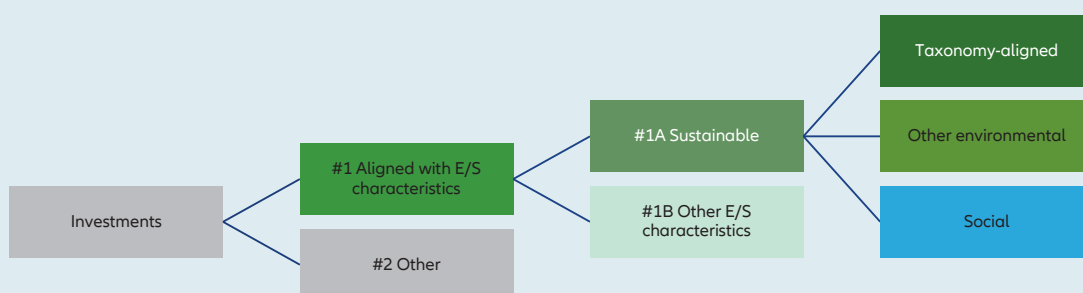 Investments
#1 Aligned with E/S
characteristics
#2 Other
#1A Sustainable
#1B Other E/S
characteristics
Taxonomy-aligned
Other environmental
Social